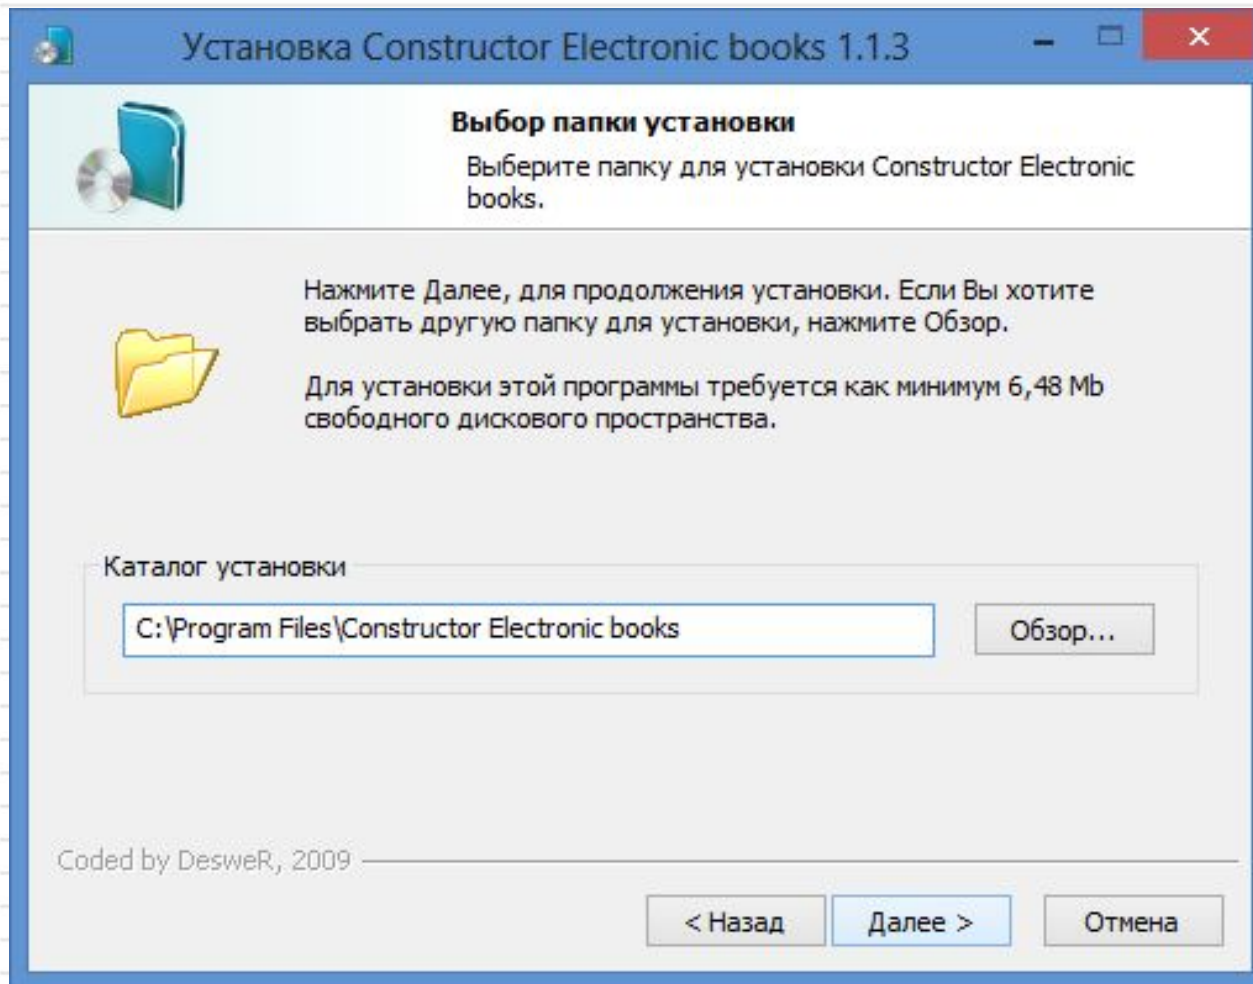 Установка Constructor Electronic books 1.1.3
Выбор папки установки
Выберите папку для установки Constructor Electronic
books.
Нажмите Далее, для продолжения установки. Если Вы хотите
выбрать другую папку для установки, нажмите Обзор.
Для установки этой программы требуется как минимум 6,48 Mb
свободного дискового пространства.
Каталог установки
C:\Program Files\Constructor Electronic books
Обзор...
Coded by DesweR, 2009
< Назад
Далее >
Отмена